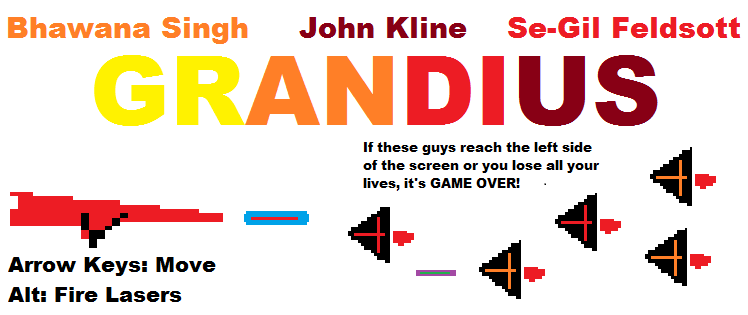 Bhawana Singh John Kline Se-Gil Feldsott
GRANDIUS
If these guys reach the left side
of the screen or you lose all your
lives, it's GAME OVER!
Arrow Keys: Move
Alt: Fire Lasers